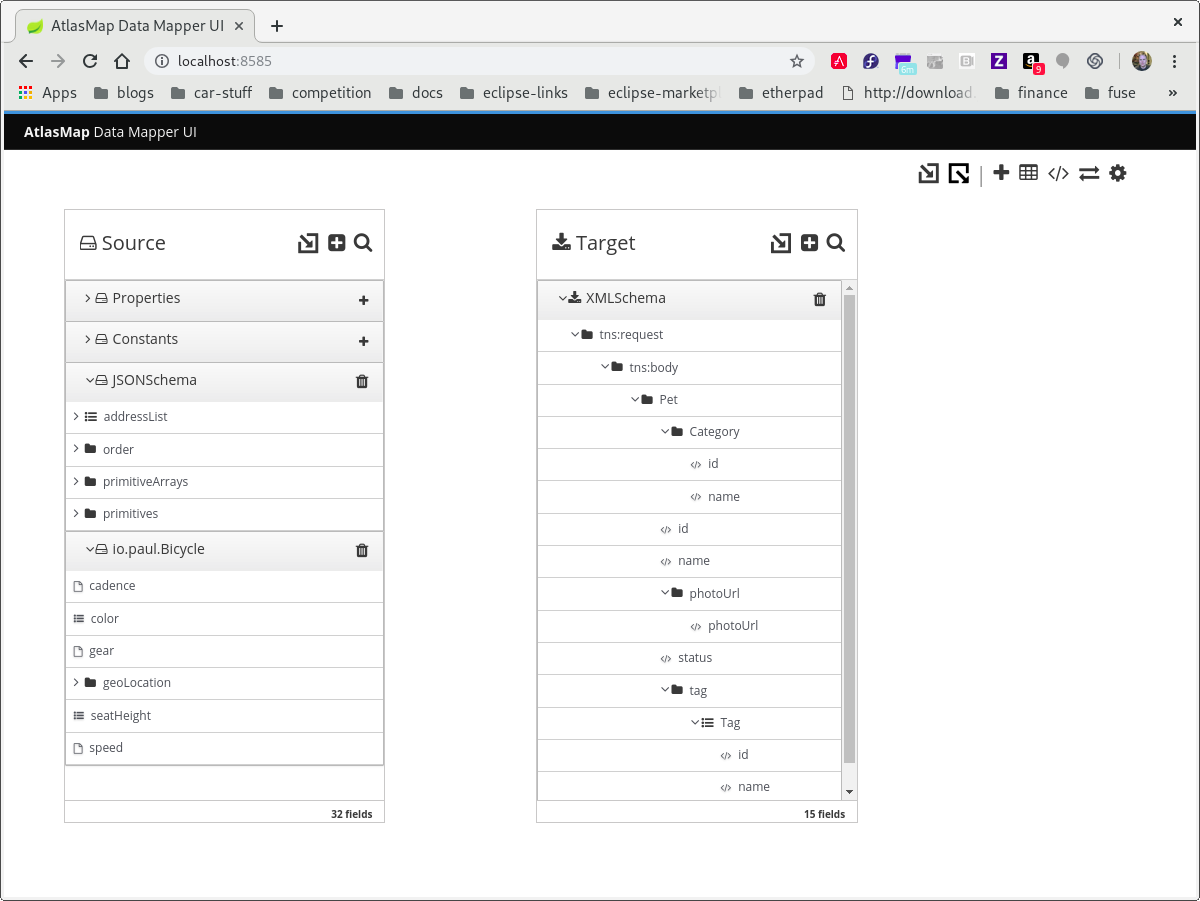 AtlasMap Data Mapper UI
localhost:8585
6m
9
Apps blogs car-stuff competition docs eclipse-links eclipse-marketpl etherpad http://download. finance fuse »
AtlasMap Data Mapper UI
Source
Properties
Constants
JSONSchema
addressList
order
primitiveArrays
primitives
io.paul.Bicycle
cadence
color
gear
geoLocation
seatHeight
speed
32 fields
Target
XMLSchema
tns:request
tns:body
Pet
Category
id
name
id
name
photoUrl
photoUrl
status
tag
Tag
id
name
15 fields